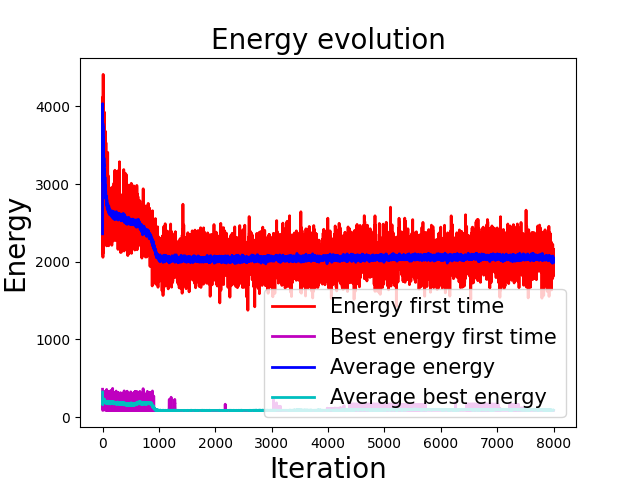 Energy evolution
Energy
4000
3000
2000
1000
0
Energy first time
Best energy first time
Average energy
Average best energy
0 1000 2000 3000 4000 5000 6000 7000 8000
Iteration